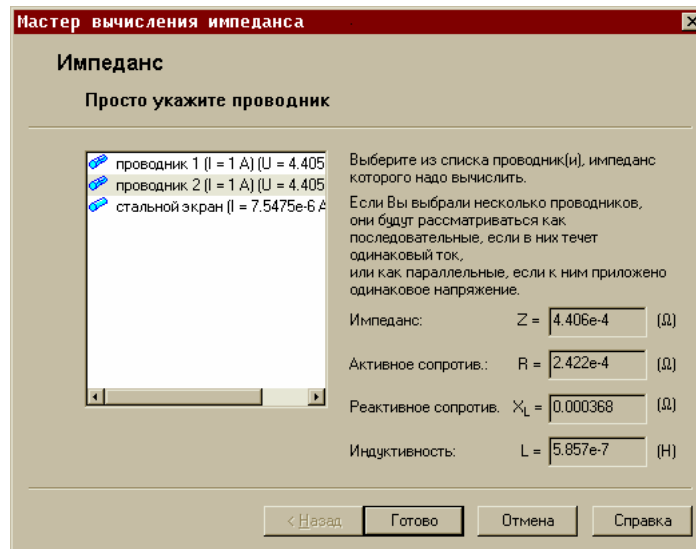 Мастер вычисления импеданса
Импеданс
Просто укажите проводник
проводник 1 (I = 1 A) (U = 4.405
проводник 2 (I = 1 A) (U = 4.405
стальной экран (I = 7.5475e-6 A
Выберите из списка проводник(и), импеданс
которого надо вычислить.
Если Вы выбрали несколько проводников,
они будут рассматриваться как
последовательные, если в них течет
одинаковый ток,
или как параллельные, если к ним приложено
одинаковое напряжение.
Импеданс: Z = 4.406e-4 (Ω)
Активное сопротив.: R = 2.422e-4 (Ω)
Реактивное сопротив. XL = 0.000368 (Ω)
Индуктивность: L = 5.857e-7 (H)
< Назад Готово Отмена Справка